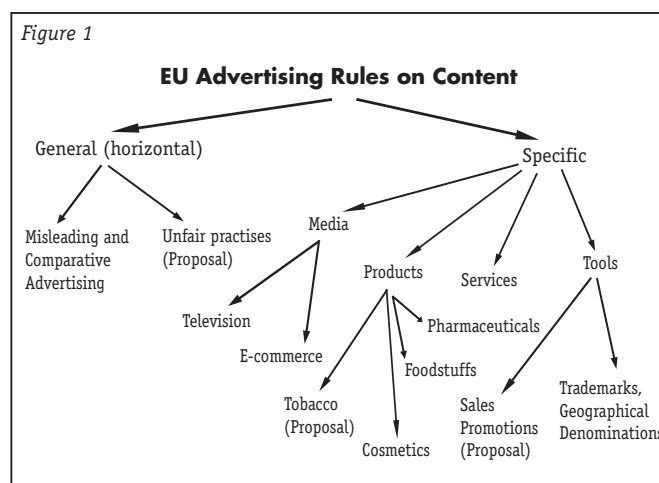 Figure 1
EU Advertising Rules on Content
General (horizontal)
Specific
Misleading and
Comparative
Advertising
Unfair practises
(Proposal)
Media
Products
Services
Tools
Television
E-commerce
Pharmaceuticals
Foodstuffs
Tobacco
(Proposal)
Cosmetics
Sales
Promotions
(Proposal)
Trademarks,
Geographical
Denominations